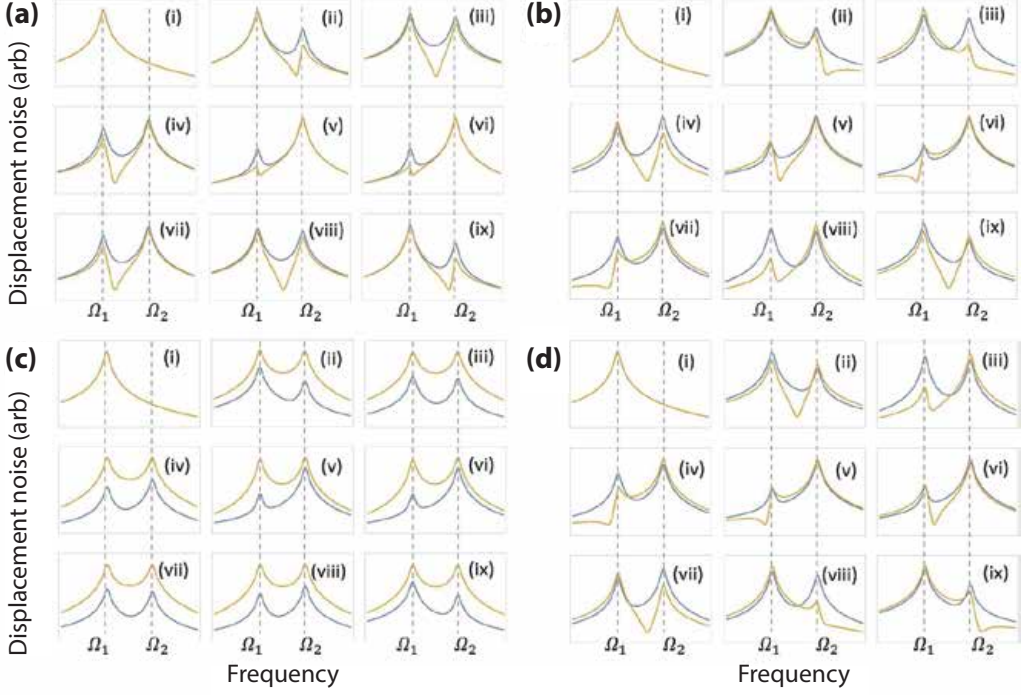 (a)
Displacement noise (arb)
(i)
(ii)
(iii)
(iv)
(v)
(vi)
(vii)
(viii)
(ix)
Ω1 Ω2
Ω1 Ω2
Ω1 Ω2
(b)
(i)
(ii)
(iii)
(iv)
(v)
(vi)
(vii)
(viii)
(ix)
Ω1 Ω2
Ω1 Ω2
Ω1 Ω2
(c)
Displacement noise (arb)
(i)
(ii)
(iii)
(iv)
(v)
(vi)
(vii)
(viii)
(ix)
Ω1 Ω2
Ω1 Ω2
Ω1 Ω2
Frequency
(d)
(i)
(ii)
(iii)
(iv)
(v)
(vi)
(vii)
(viii)
(ix)
Ω1 Ω2
Ω1 Ω2
Ω1 Ω2
Frequency